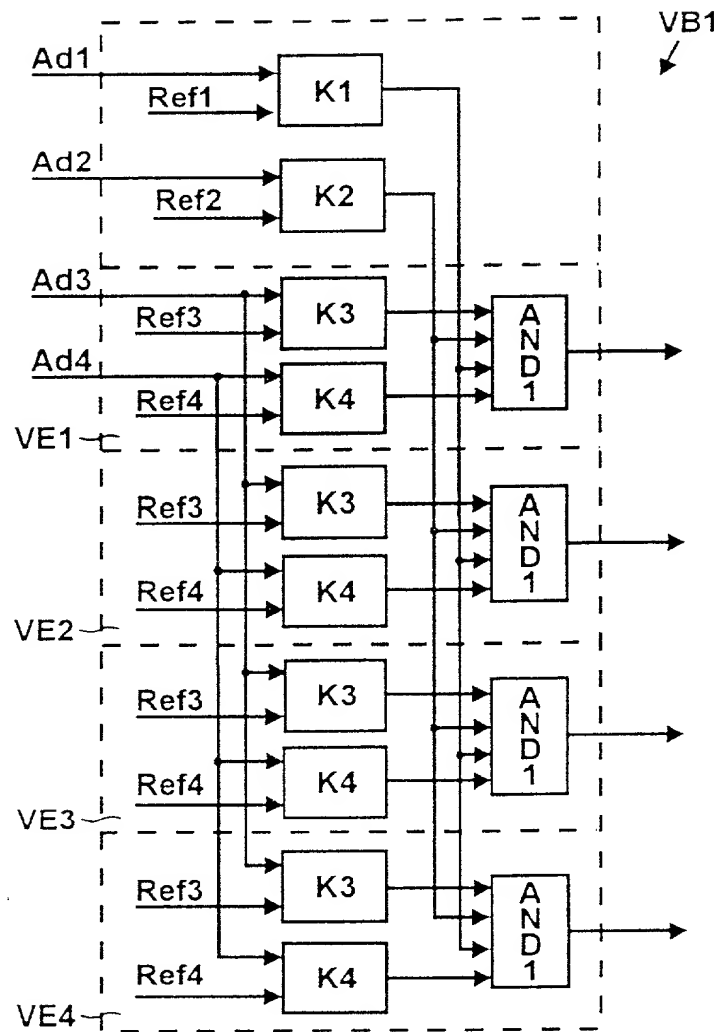 VB1
Ad1
Ref1
K1
Ad2
Ref2
K2
Ad3
Ref3
K3
Ad4
Ref4
K4
AND1
VE1
Ref3
K3
Ref4
K4
AND1
VE2
Ref3
K3
Ref4
K4
AND1
VE3
Ref3
K3
Ref4
K4
AND1
VE4